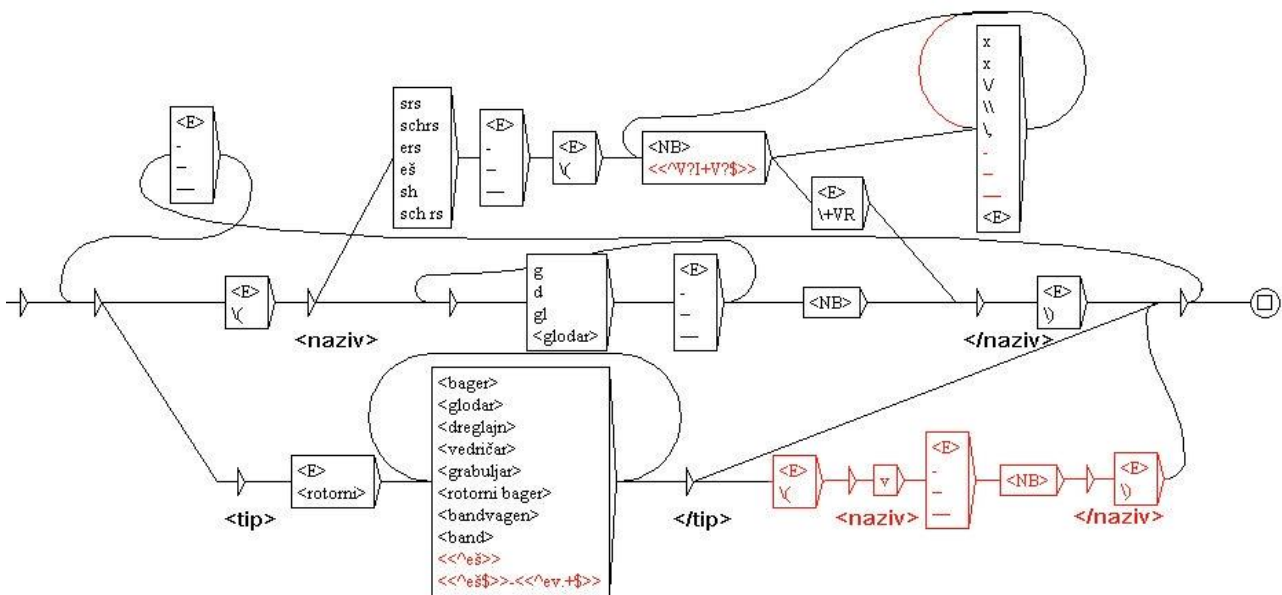 <E>
-
–
—
srs
schrs
ers
eš
sh
sch rs
<E>
-
–
—
<E>
\(
<NB>
<<^V?I+V?$>>
<E>
\+VR
x
x
\/
\\
\,
-
–
—
<E>
<E>
\(
<naziv>
g
d
gl
<glodar>
<E>
-
–
—
<NB>
</naziv>
<E>
\)
<tip>
<E>
<rotorni>
<bager>
<glodar>
<dreglajn>
<vedričar>
<grabuljar>
<rotorni bager>
<bandvagen>
<band>
<<^eš>>
<<^eš$>>-<<^ev.+$>>
</tip>
<E>
\(
<naziv>
v
<E>
-
–
—
<NB>
</naziv>
<E>
\)